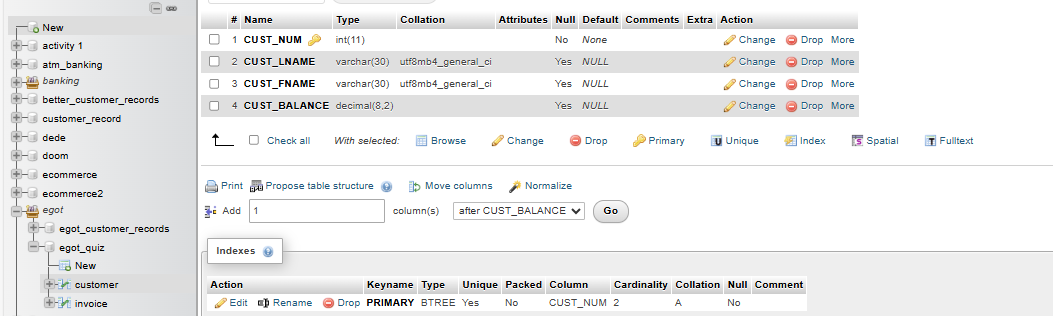 New
activity 1
atm_banking
banking
better_customer_records
customer_record
dede
doom
ecommerce
ecommerce2
egot
egot_customer_records
egot_quiz
New
customer
invoice
# Name Type Collation Attributes Null Default Comments Extra Action
1 CUST_NUM int(11) No None Change Drop More
2 CUST_LNAME varchar(30) utf8mb4_general_ci Yes NULL Change Drop More
3 CUST_FNAME varchar(30) utf8mb4_general_ci Yes NULL Change Drop More
4 CUST_BALANCE decimal(8,2) Yes NULL Change Drop More
Check all With selected: Browse Change Drop Primary Unique Index Spatial Fulltext
Print Propose table structure Move columns Normalize
Add 1 column(s) after CUST_BALANCE Go
Indexes
Action Keyname Type Unique Packed Column Cardinality Collation Null Comment
Edit Rename Drop PRIMARY BTREE Yes No CUST_NUM 2 A No